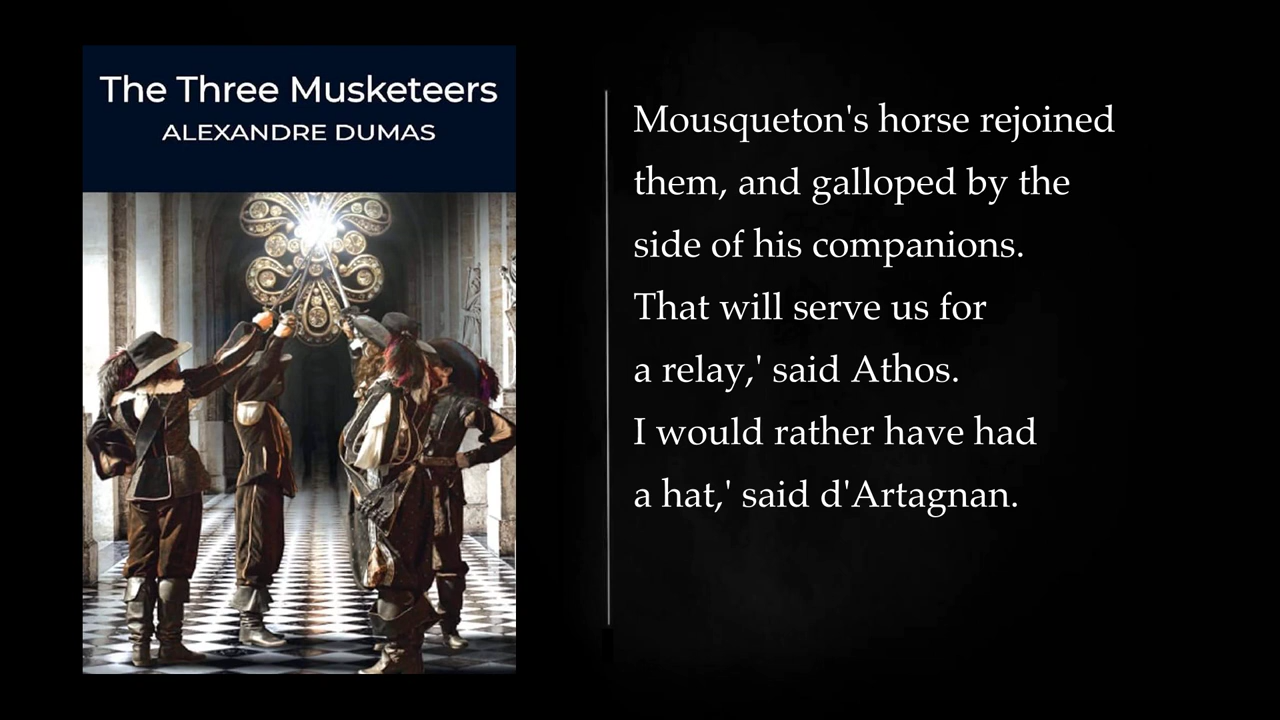 The Three Musketeers
ALEXANDRE DUMAS
Mousqueton's horse rejoined
them, and galloped by the
side of his companions.
That will serve us for
a relay,' said Athos.
I would rather have had
a hat,' said d'Artagnan.